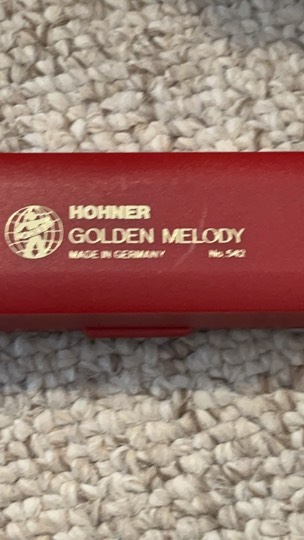 HOHNER
GOLDEN MELODY
MADE IN GERMANY No. 542